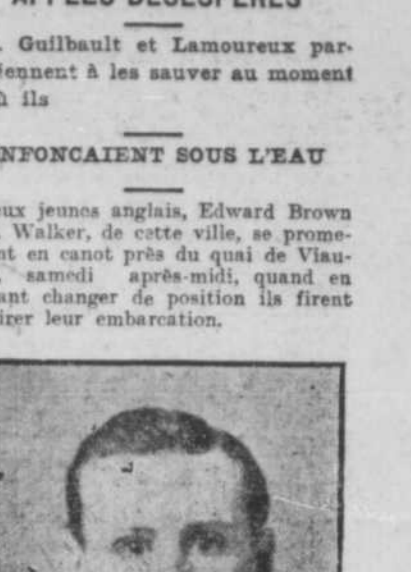 APPELS DESESPERES
. Guilbault et Lamoureux par-
iennent à les sauver au moment
ù ils
NFONCAIENT SOUS L'EAU
ux jeunes anglais, Edward Brown
. Walker, de cette ville, se prome-
nt en canot près du quai de Viau-
, samedi après-midi, quand en
ant changer de position ils firent
irer leur embarcation.